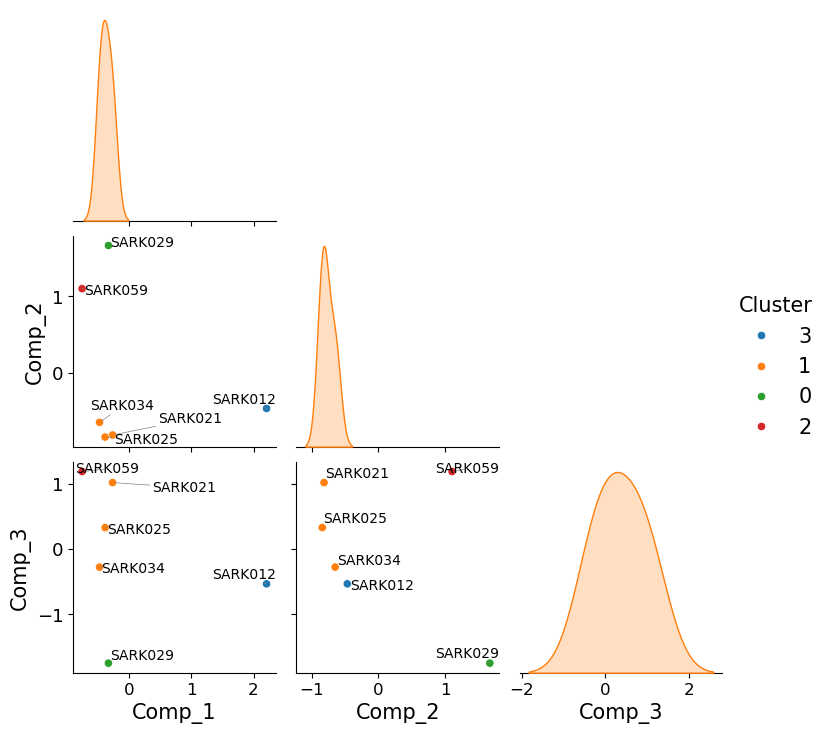 SARK029
SARK059
SARK034
SARK012
SARK021
SARK025
Comp_2
1
0
Cluster
3
1
0
2
SARK059
SARK021
SARK025
SARK034
SARK012
SARK029
Comp_3
1
0
−1
0
1
2
Comp_1
SARK021
SARK059
SARK025
SARK034
SARK012
SARK029
−1
0
1
Comp_2
−2
0
2
Comp_3